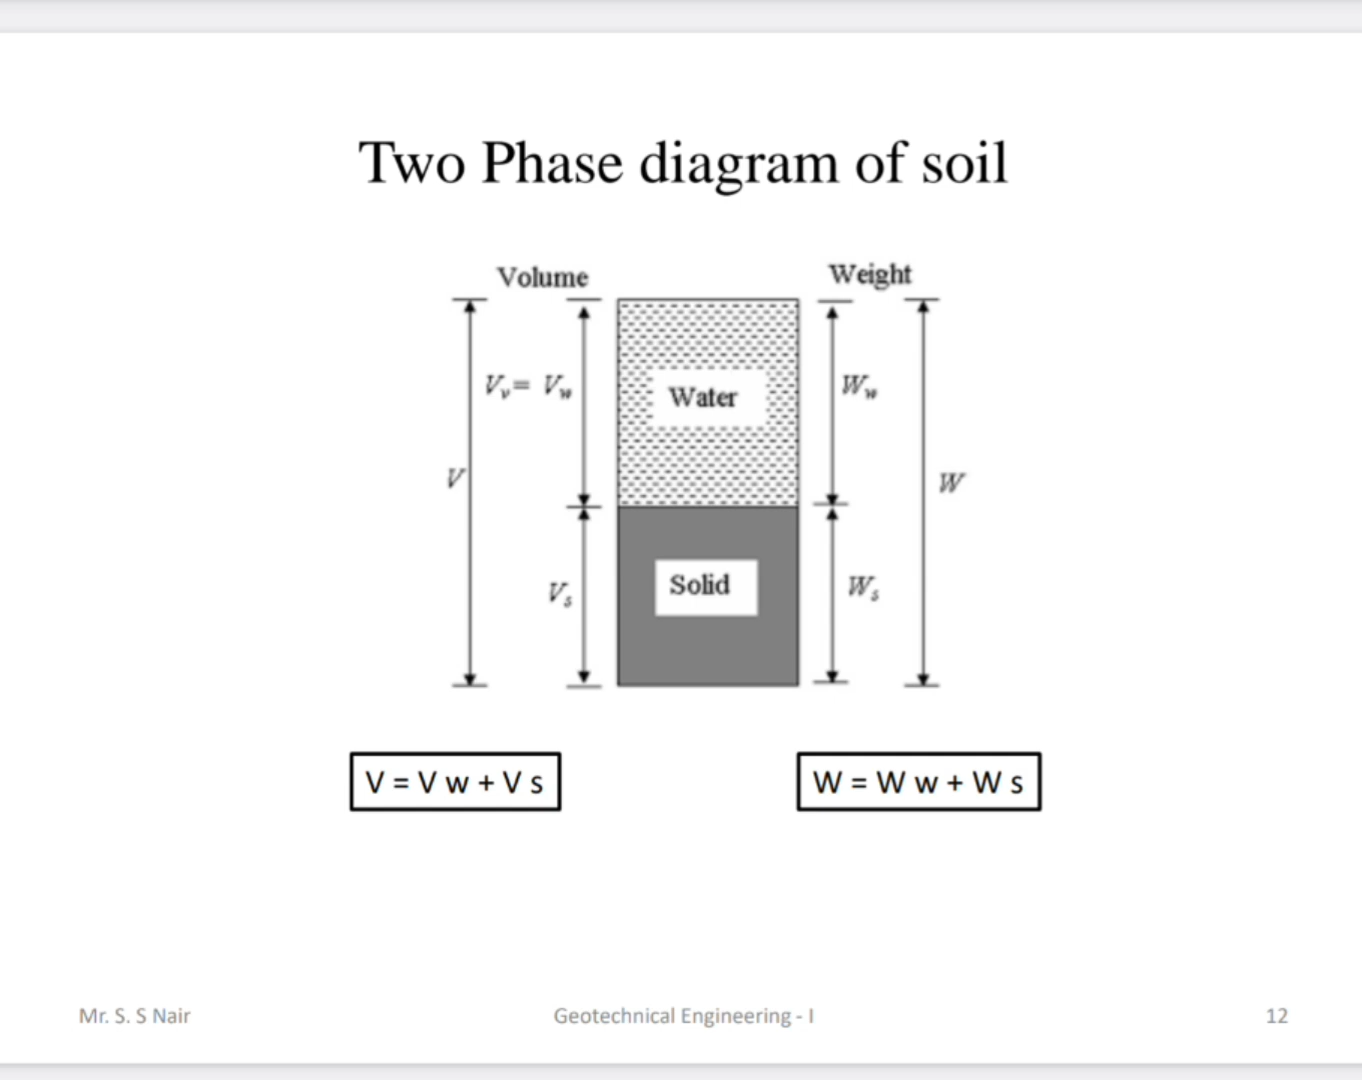 Two Phase diagram of soil
Volume
Weight
Vv= Vw
Water
Ww
V
W
Solid
Vs
Ws
V = V w + V s
W = W w + W s
Mr. S. S Nair
Geotechnical Engineering - I
12